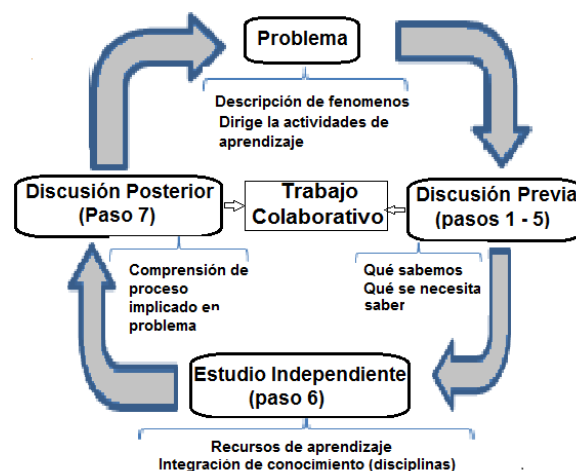 Problema
Descripción de fenomenos
Dirige la actividades de
aprendizaje
Discusión Posterior
(Paso 7)
Trabajo
Colaborativo
Discusión Previa
(pasos 1 - 5)
Comprensión de
proceso
implicado en
problema
Qué sabemos
Qué se necesita
saber
Estudio Independiente
(paso 6)
Recursos de aprendizaje
Integración de conocimiento (disciplinas)